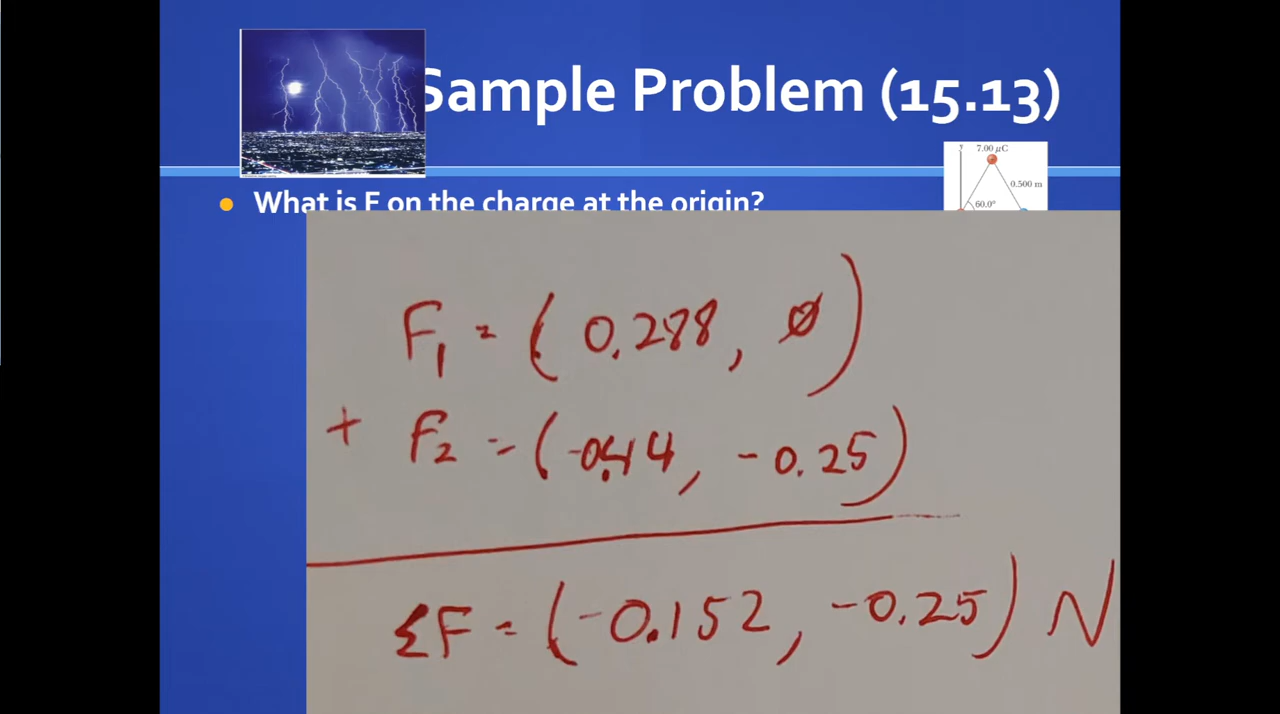 Sample Problem (15.13)
What is F on the charge at the origin?
y 7.00 μC
0.500 m
60.0°
F₁ = ( 0.288 , ∅ )
+ F₂ = ( -0.44 , -0.25 )
ΣF = ( -0.152 , -0.25 ) N